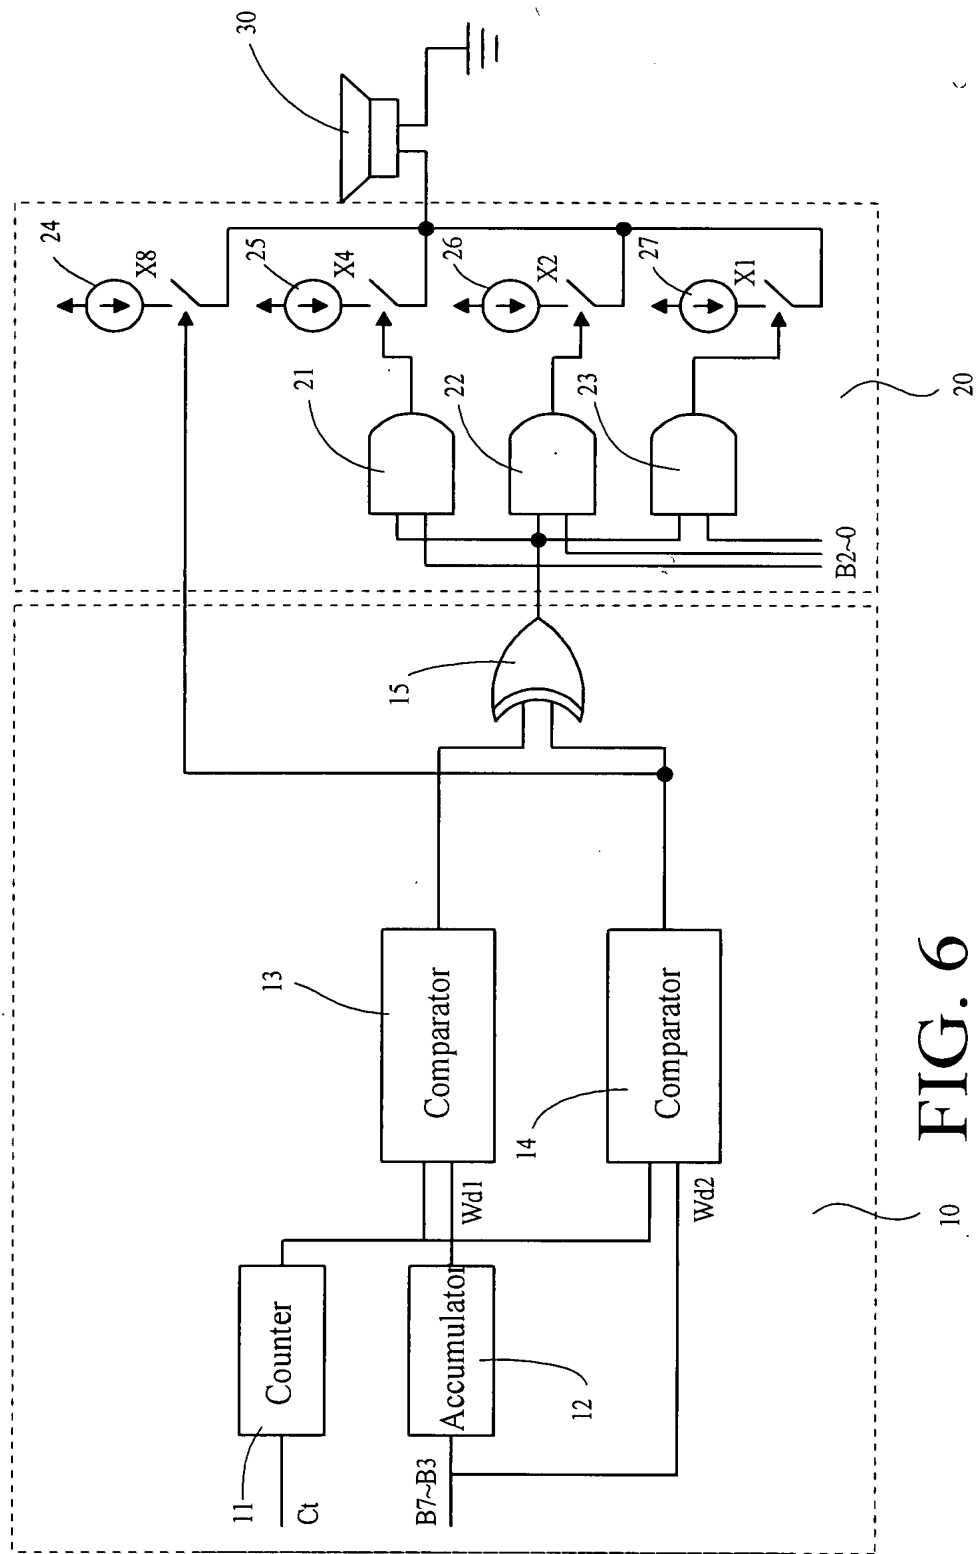 30
24
X8
25
X4
26
X2
27
X1
21
22
23
20
B2~0
15
13
Comparator
14
Comparator
Wd1
Wd2
10
Counter
Accumulator
11
12
Ct
B7~B3
FIG. 6